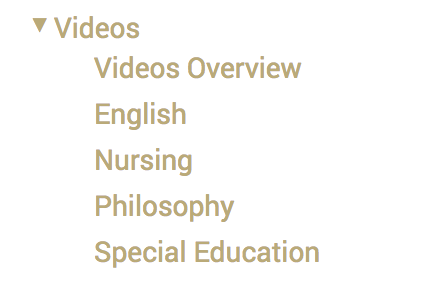 Videos
Videos Overview
English
Nursing
Philosophy
Special Education